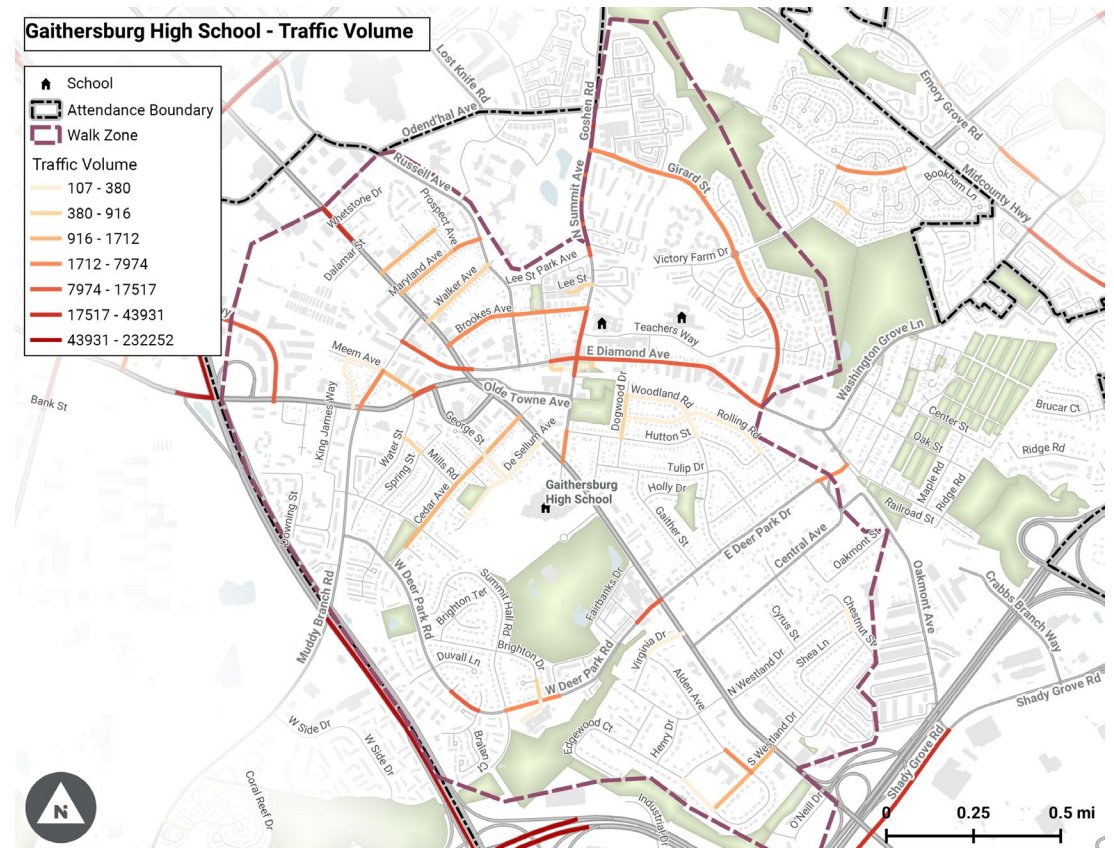 Gaithersburg High School - Traffic Volume
School
Attendance Boundary
Walk Zone
Traffic Volume
107 - 380
380 - 916
916 - 1712
1712 - 7974
7974 - 17517
17517 - 43931
43931 - 232252
Lost Knife Rd
Odend'hal Ave
Goshen Rd
Emory Grove Rd
Russell Ave
Girard St
Midcounty Hwy
Bookham Ln
Whetstone Dr
Prospect Ave
N Summit Ave
Dalamar St
Maryland Ave
Lee St Park Ave
Victory Farm Dr
Walker Ave
Lee St
Brookes Ave
Teachers Way
Washington Grove Ln
Meem Ave
E Diamond Ave
Bank St
King James Way
Olde Towne Ave
Dogwood Dr
Woodland Rd
Rolling Rd
Center St
Brucar Ct
George St
Water St
De Sellum Ave
Hutton St
Oak St
Ridge Rd
Mills Rd
Spring St
Tulip Dr
Maple Rd
Ridge Rd
Cedar Ave
Gaithersburg
High School
Holly Dr
Railroad St
Downing St
Gaither St
E Deer Park Dr
Central Ave
Oakmont St
Oakmont Ave
Crabbs Branch Way
W Deer Park Rd
Summit Hall Rd
Fairbanks Dr
Brighton Ter
Chestnut St
Muddy Branch Rd
Cyrus St
Shea Ln
Virginia Dr
Duvall Ln
Brighton Dr
W Deer Park Rd
Alden Ave
N Westland Dr
Shady Grove Rd
W Side Dr
W Side Dr
Bralan Ct
Edgewood Ct
Henry Dr
S Westland Dr
Shady Grove Rd
Coral Reef Dr
Industrial Dr
O'Neill Dr
N
0 0.25 0.5 mi